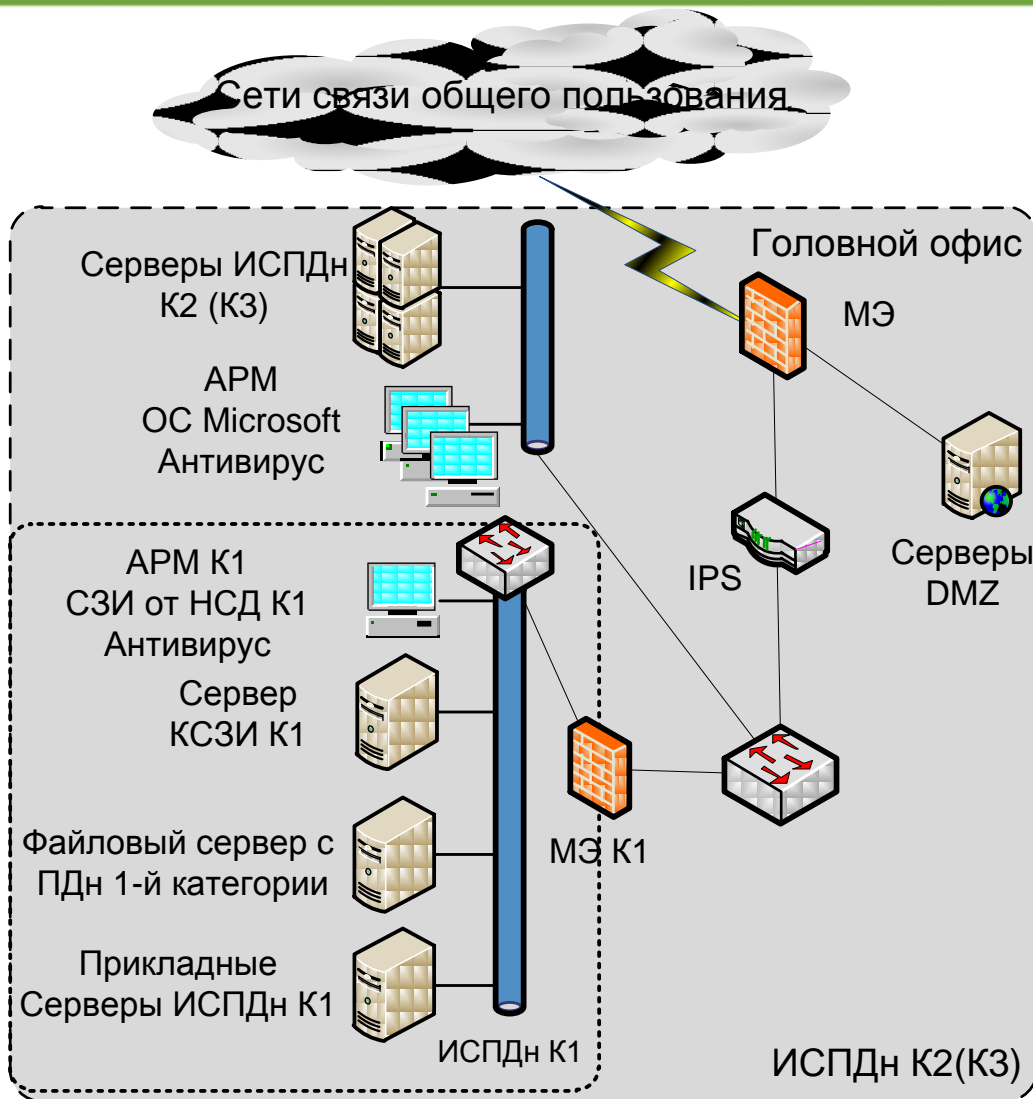 Сети связи общего пользования
Головной офис
Серверы ИСПДн
К2 (К3)
МЭ
АРМ
ОС Microsoft
Антивирус
IPS
Серверы
DMZ
АРМ К1
СЗИ от НСД К1
Антивирус
Сервер
КСЗИ К1
МЭ К1
Файловый сервер с
ПДн 1-й категории
Прикладные
Серверы ИСПДн К1
ИСПДн К1
ИСПДн К2(К3)